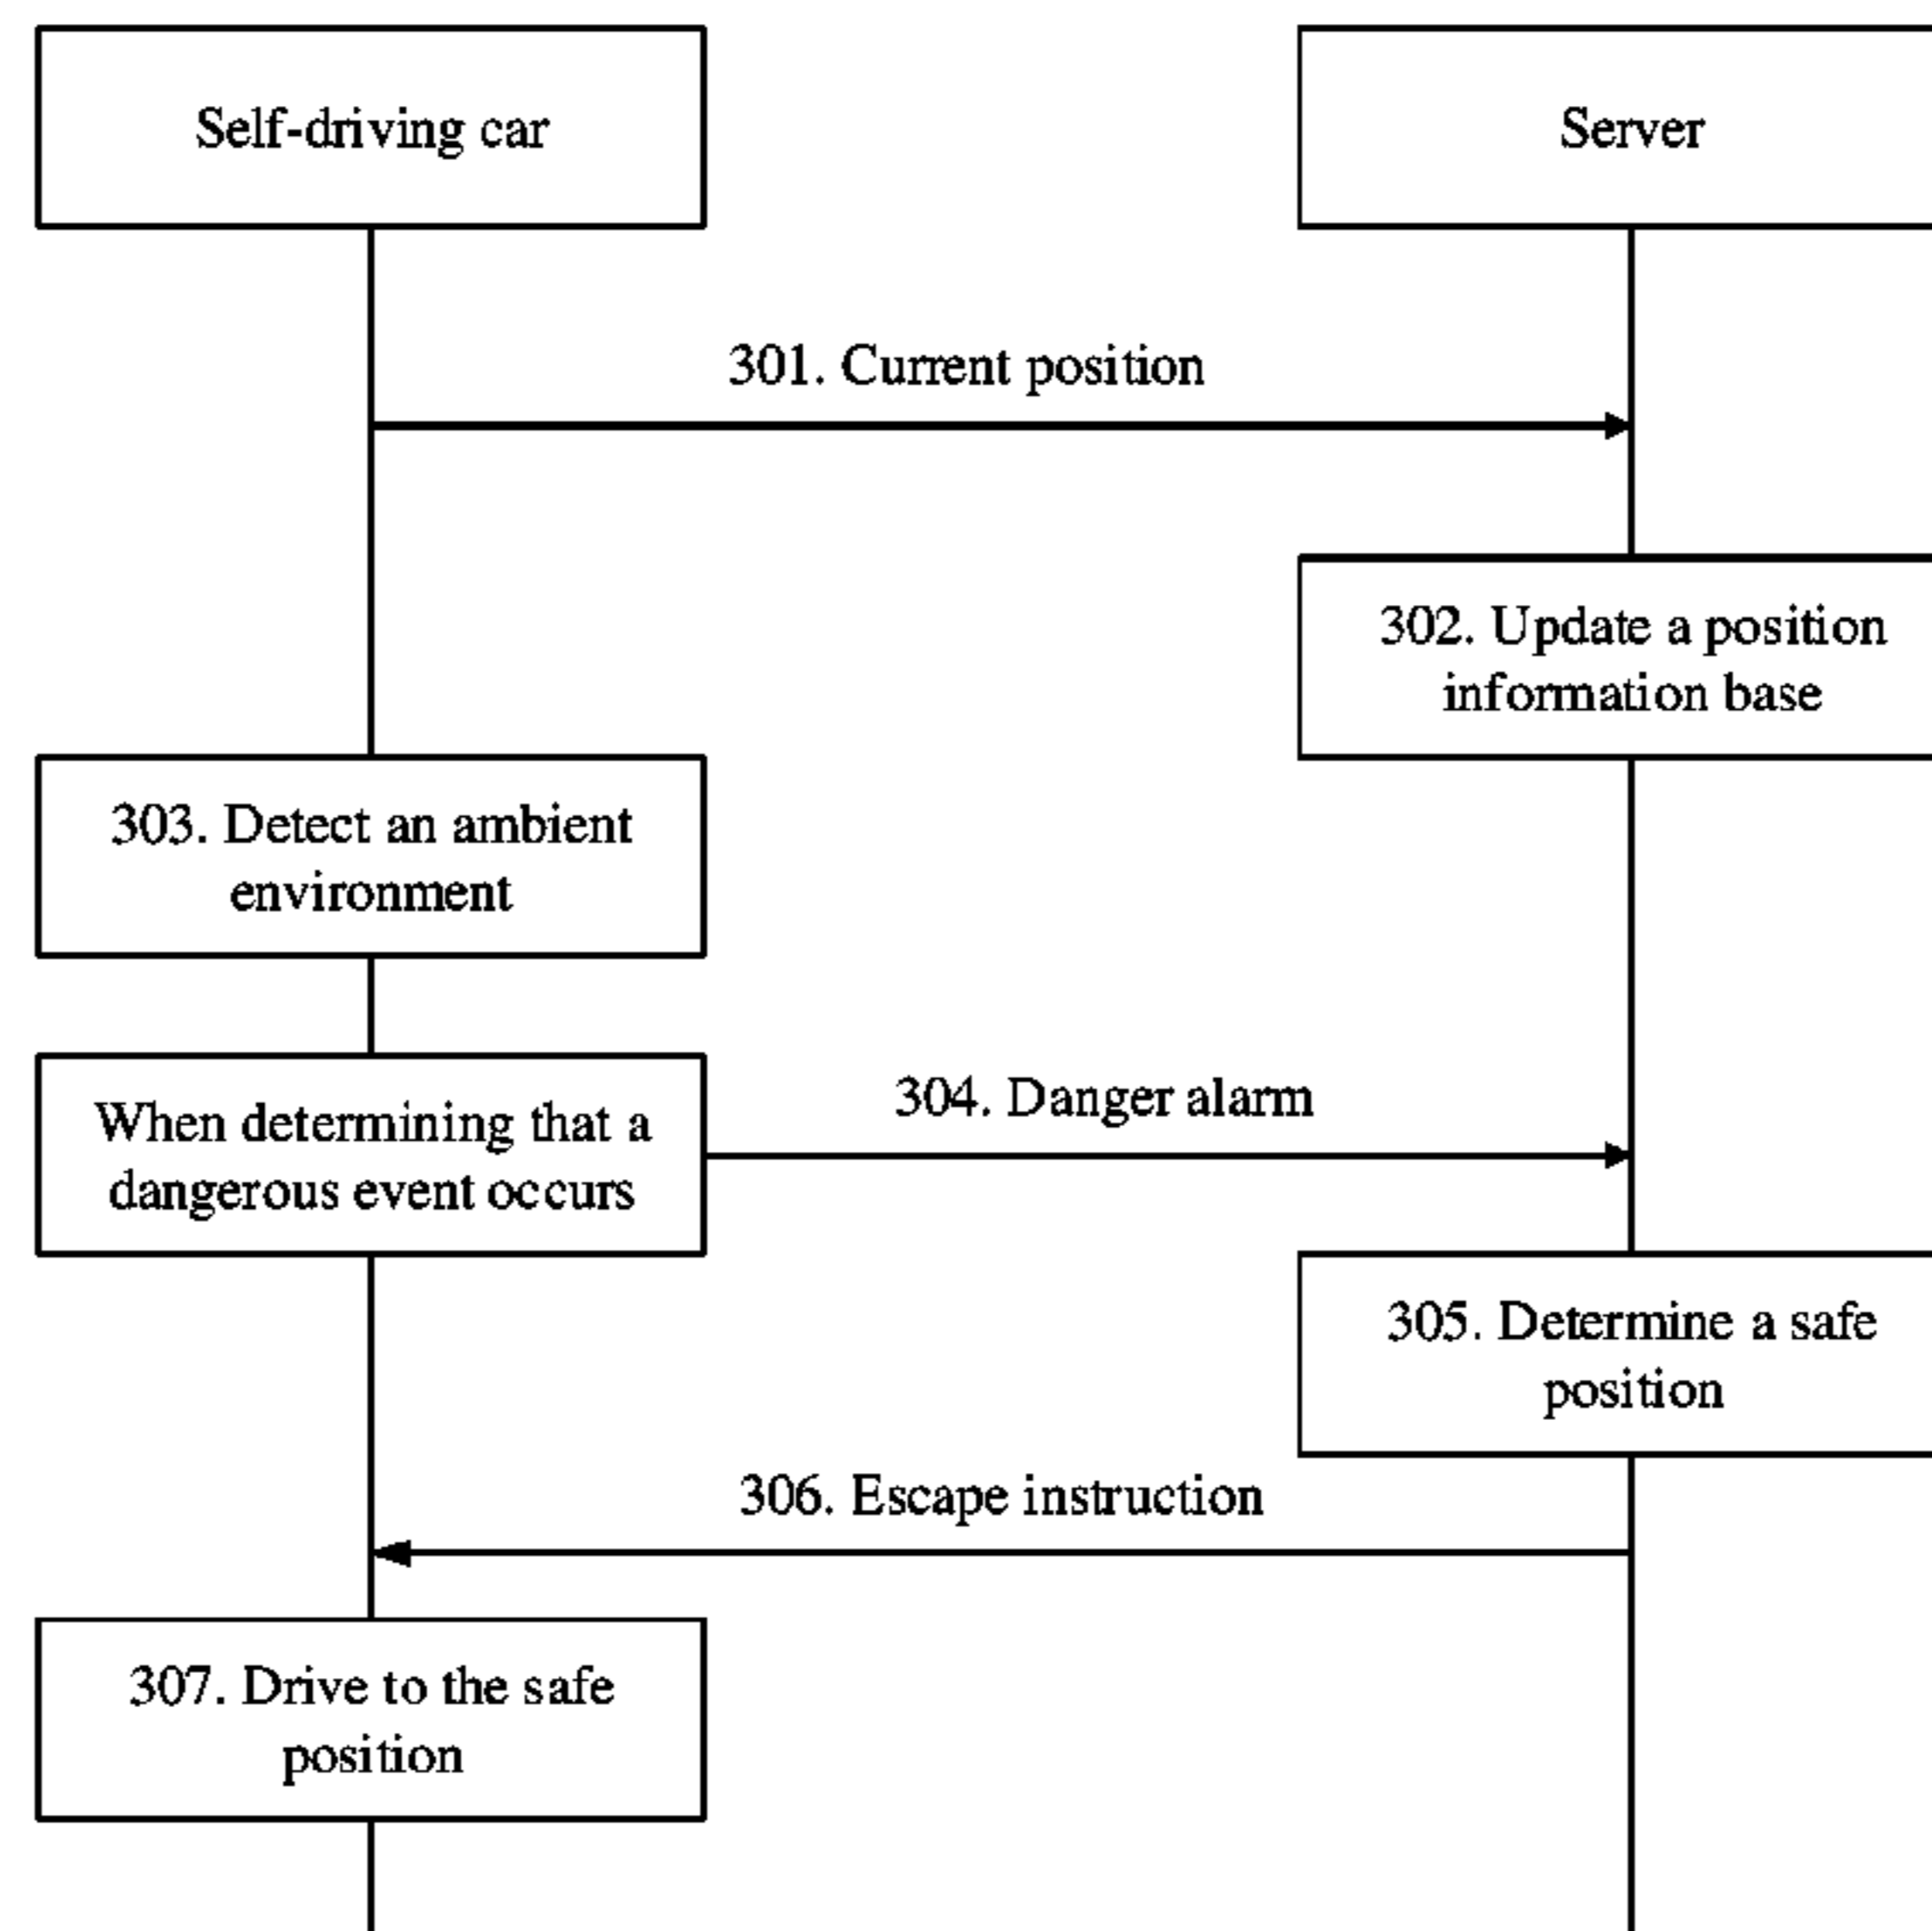 Self-driving car
Server
301. Current position
302. Update a position
information base
303. Detect an ambient
environment
When determining that a
dangerous event occurs
304. Danger alarm
305. Determine a safe
position
306. Escape instruction
307. Drive to the safe
position